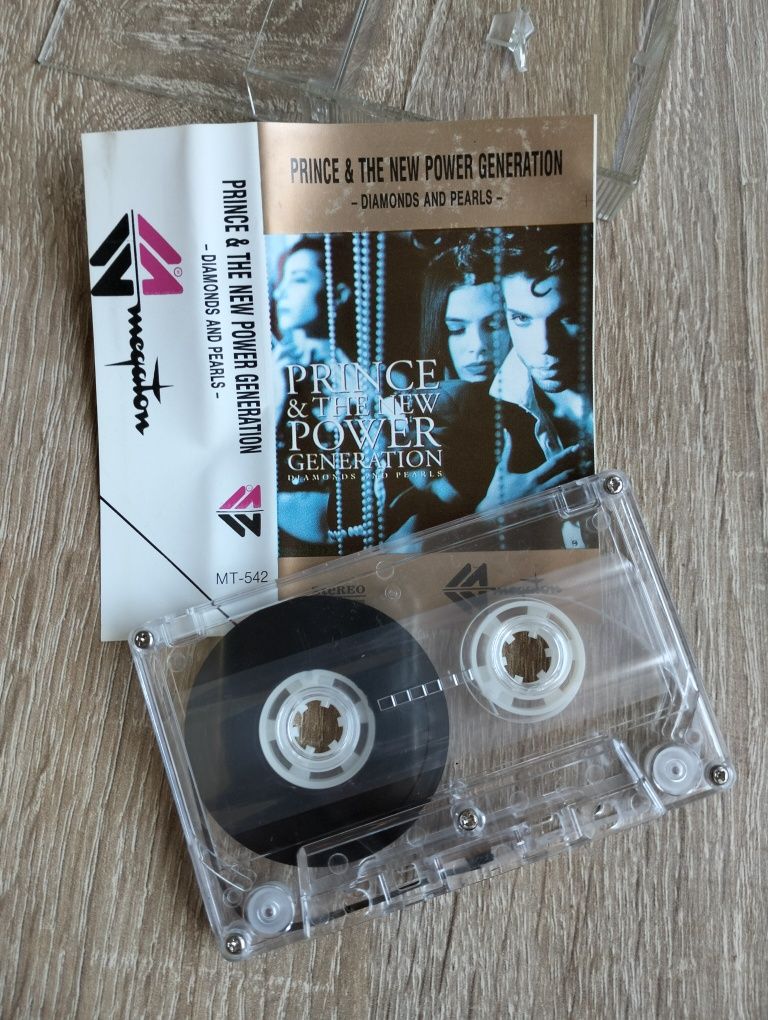 PRINCE & THE NEW POWER GENERATION
– DIAMONDS AND PEARLS –
PRINCE
& THE NEW
POWER
GENERATION
DIAMONDS AND PEARLS
STEREO
megaton
PRINCE & THE NEW POWER GENERATION
– DIAMONDS AND PEARLS –
megaton
®
MT-542